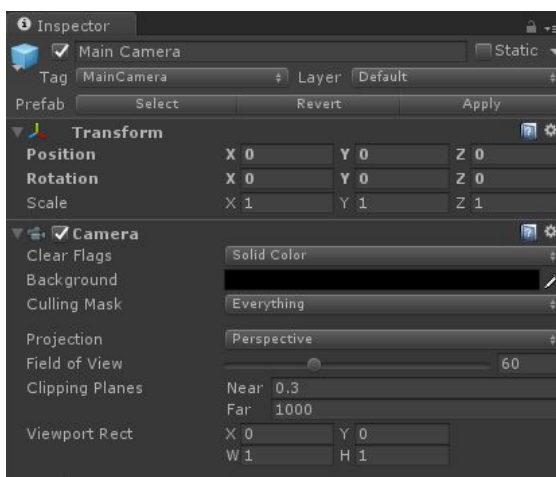 Inspector
Main Camera Static
Tag MainCamera Layer Default
Prefab Select Revert Apply
Transform
Position X 0 Y 0 Z 0
Rotation X 0 Y 0 Z 0
Scale X 1 Y 1 Z 1
Camera
Clear Flags Solid Color
Background
Culling Mask Everything
Projection Perspective
Field of View 60
Clipping Planes Near 0.3
Far 1000
Viewport Rect X 0 Y 0
W 1 H 1